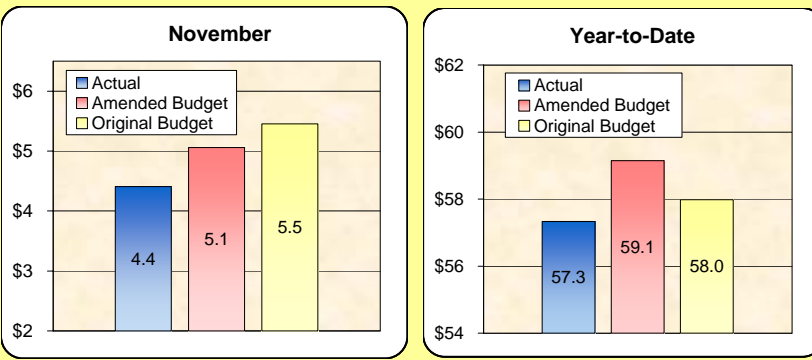 November
$6
$5
$4
$3
$2
Actual
Amended Budget
Original Budget
4.4
5.1
5.5
Year-to-Date
$62
$60
$58
$56
$54
Actual
Amended Budget
Original Budget
57.3
59.1
58.0